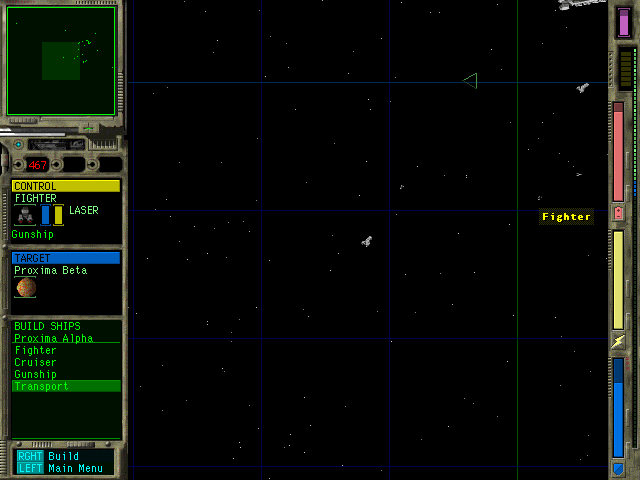 467
CONTROL
FIGHTER
LASER
Gunship
Fighter
TARGET
Proxima Beta
BUILD SHIPS
Proxima Alpha
Fighter
Cruiser
Gunship
Transport
RGHT Build
LEFT Main Menu